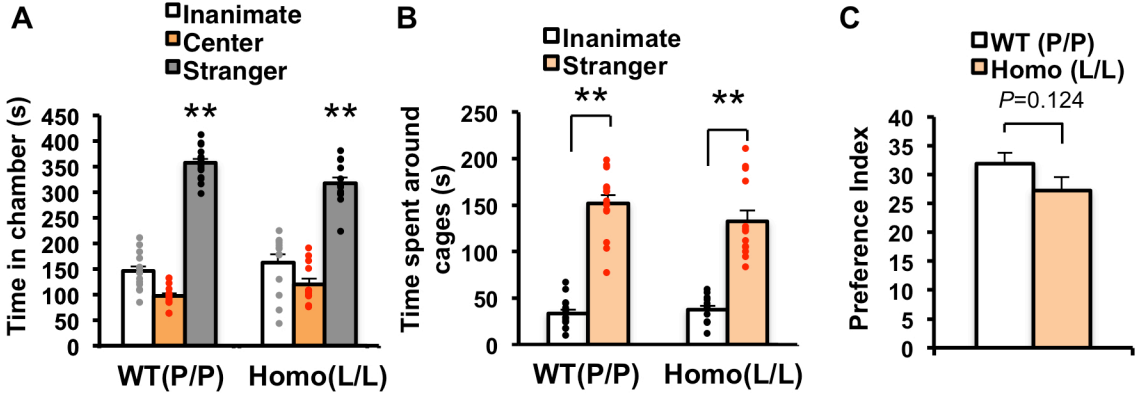 A
Inanimate
Center
Stranger
Time in chamber (s)
450
400
350
300
250
200
150
100
50
0
**
**
WT(P/P)
Homo(L/L)
B
Inanimate
Stranger
Time spent around
cages (s)
250
200
150
100
50
0
**
**
WT(P/P)
Homo(L/L)
C
WT (P/P)
Homo (L/L)
P=0.124
Preference Index
40
35
30
25
20
15
10
5
0